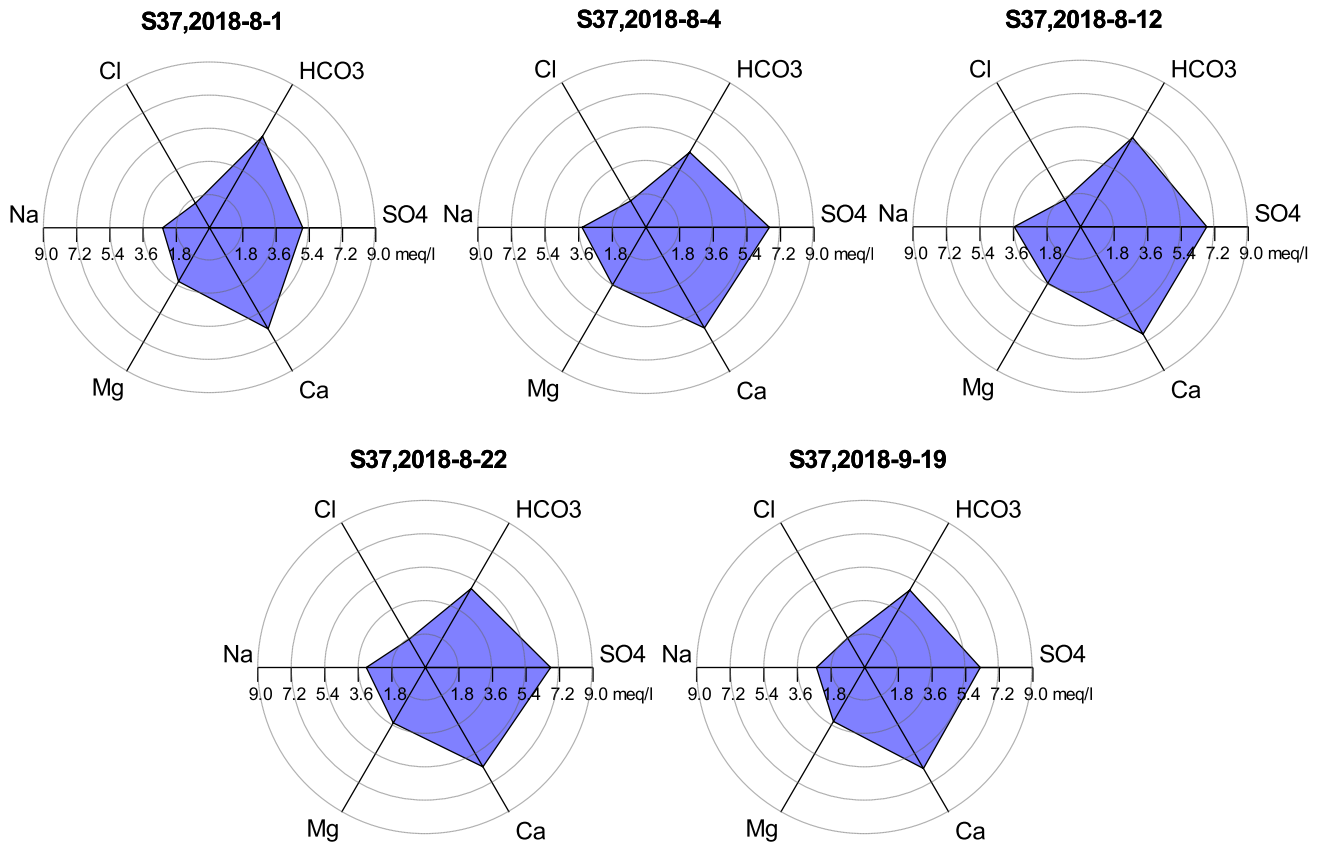 S37,2018-8-1
S37,2018-8-4
S37,2018-8-12
Cl HCO3
Cl HCO3
Cl HCO3
Na SO4
Na SO4
Na SO4
9.0 7.2 5.4 3.6 1.8 1.8 3.6 5.4 7.2 9.0 meq/l
9.0 7.2 5.4 3.6 1.8 1.8 3.6 5.4 7.2 9.0 meq/l
9.0 7.2 5.4 3.6 1.8 1.8 3.6 5.4 7.2 9.0 meq/l
Mg Ca
Mg Ca
Mg Ca
S37,2018-8-22
S37,2018-9-19
Cl HCO3
Cl HCO3
Na SO4
Na SO4
9.0 7.2 5.4 3.6 1.8 1.8 3.6 5.4 7.2 9.0 meq/l
9.0 7.2 5.4 3.6 1.8 1.8 3.6 5.4 7.2 9.0 meq/l
Mg Ca
Mg Ca